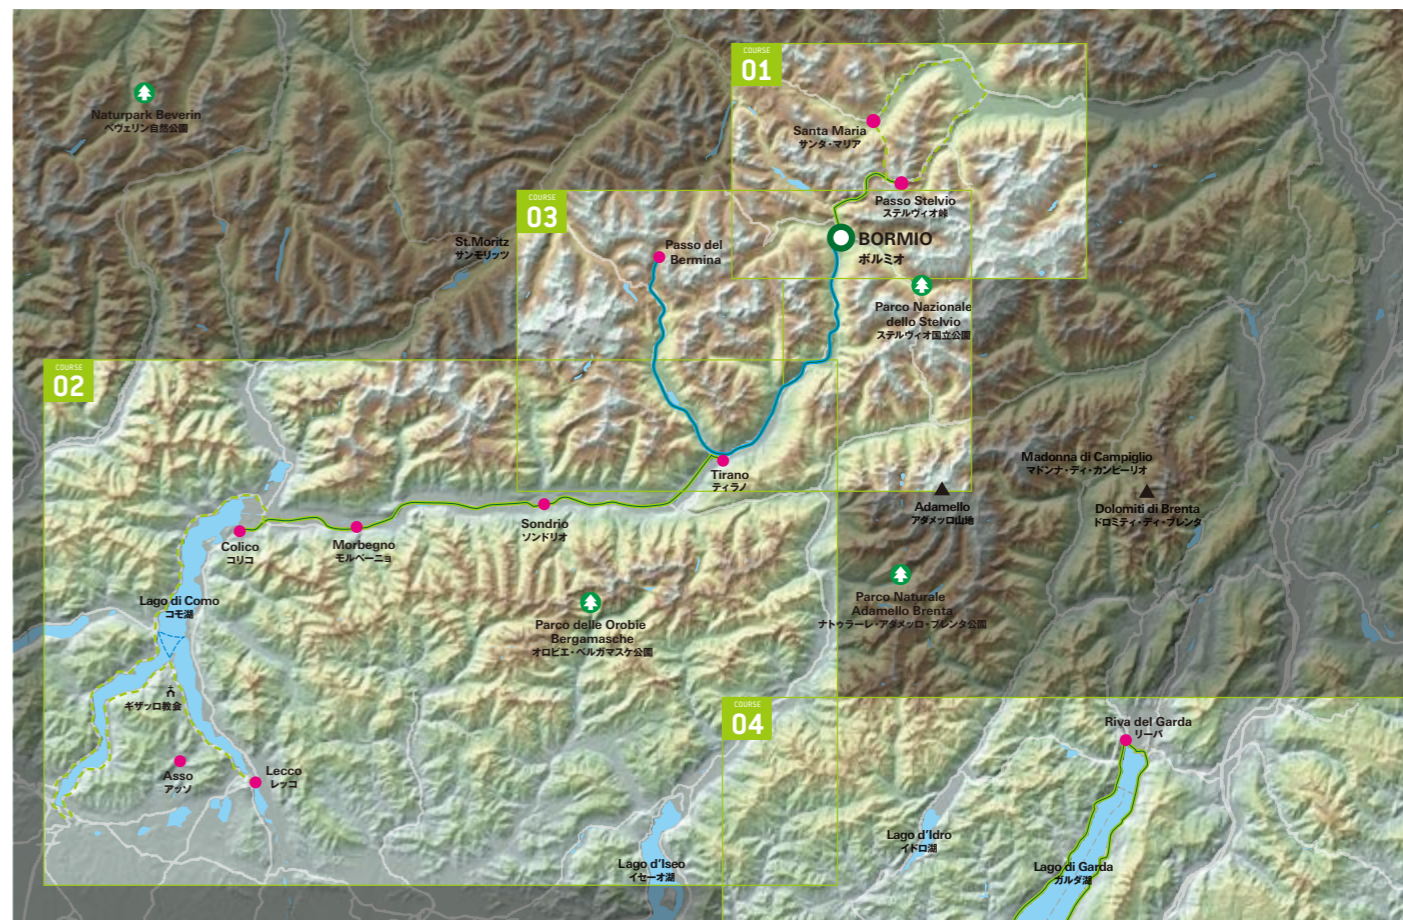 COURSE
01
Naturpark Beverin
ベヴェリン自然公園
Santa Maria
サンタ・マリア
Passo Stelvio
ステルヴィオ峠
COURSE
03
St.Moritz
サンモリッツ
Passo del
Bermina
BORMIO
ボルミオ
Parco Nazionale
dello Stelvio
ステルヴィオ国立公園
COURSE
02
Tirano
ティラノ
Madonna di Campiglio
マドンナ・ディ・カンピーリオ
Adamello
アダメッロ山地
Dolomiti di Brenta
ドロミティ・ディ・ブレンタ
Sondrio
ソンドリオ
Colico
コリコ
Morbegno
モルベーニョ
Lago di Como
コモ湖
Parco delle Orobie
Bergamasche
オロビエ・ベルガマスケ公園
Parco Naturale
Adamello Brenta
ナトゥラーレ・アダメッロ・ブレンタ公園
ギザッロ教会
COURSE
04
Riva del Garda
リーバ
Asso
アッソ
Lecco
レッコ
Lago d'Idro
イドロ湖
Lago d'Iseo
イセーオ湖
Lago di Garda
ガルダ湖